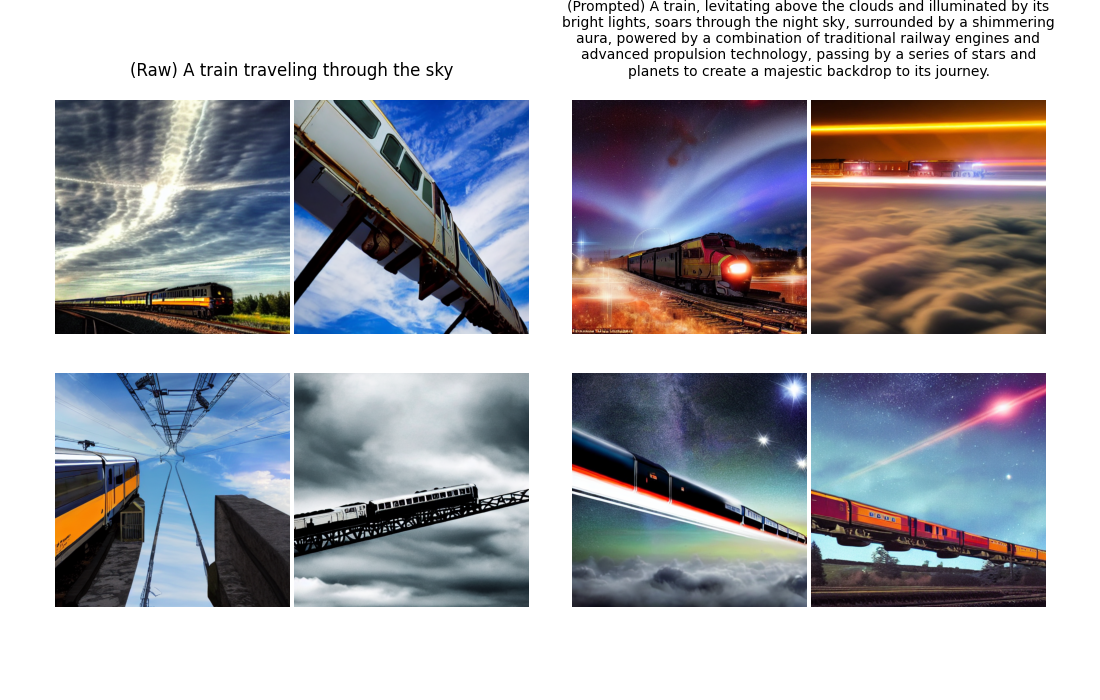 (Raw) A train traveling through the sky
(Prompted) A train, levitating above the clouds and illuminated by its
bright lights, soars through the night sky, surrounded by a shimmering
aura, powered by a combination of traditional railway engines and
advanced propulsion technology, passing by a series of stars and
planets to create a majestic backdrop to its journey.